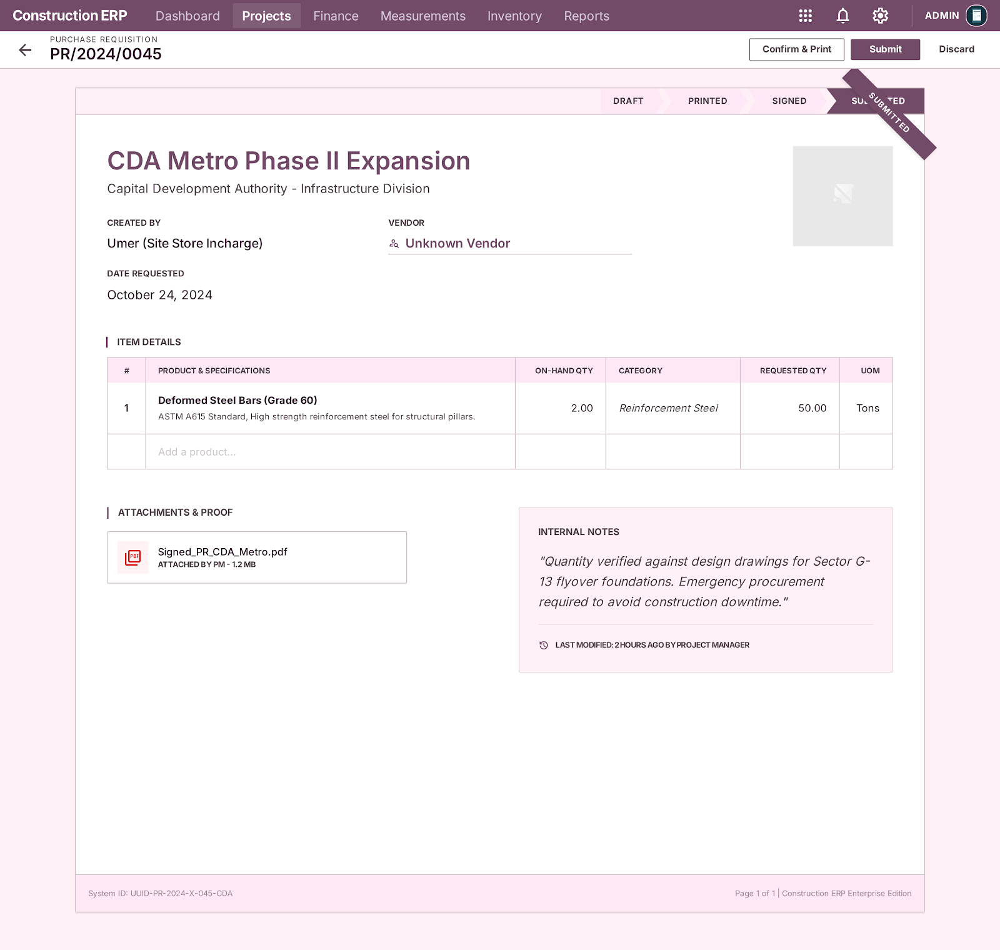 Construction ERP
Dashboard
Projects
Finance
Measurements
Inventory
Reports
ADMIN
PURCHASE REQUISITION
PR/2024/0045
Confirm & Print
Submit
Discard
DRAFT
PRINTED
SIGNED
SUBMITTED
SUBMITTED
CDA Metro Phase II Expansion
Capital Development Authority - Infrastructure Division
CREATED BY
Umer (Site Store Incharge)
VENDOR
Unknown Vendor
DATE REQUESTED
October 24, 2024
ITEM DETAILS
# PRODUCT & SPECIFICATIONS ON-HAND QTY CATEGORY REQUESTED QTY UOM
Deformed Steel Bars (Grade 60)
1 2.00 Reinforcement Steel 50.00 Tons
ASTM A615 Standard, High strength reinforcement steel for structural pillars.
Add a product...
ATTACHMENTS & PROOF
PDF
Signed_PR_CDA_Metro.pdf
ATTACHED BY PM - 1.2 MB
INTERNAL NOTES
"Quantity verified against design drawings for Sector G-
13 flyover foundations. Emergency procurement
required to avoid construction downtime."
LAST MODIFIED: 2 HOURS AGO BY PROJECT MANAGER
System ID: UUID-PR-2024-X-045-CDA
Page 1 of 1 | Construction ERP Enterprise Edition